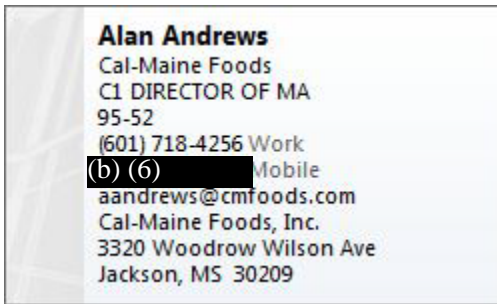 Alan Andrews
Cal-Maine Foods
C1 DIRECTOR OF MA
95-52
(601) 718-4256 Work
(b) (6) Mobile
aandrews@cmfoods.com
Cal-Maine Foods, Inc.
3320 Woodrow Wilson Ave
Jackson, MS 30209